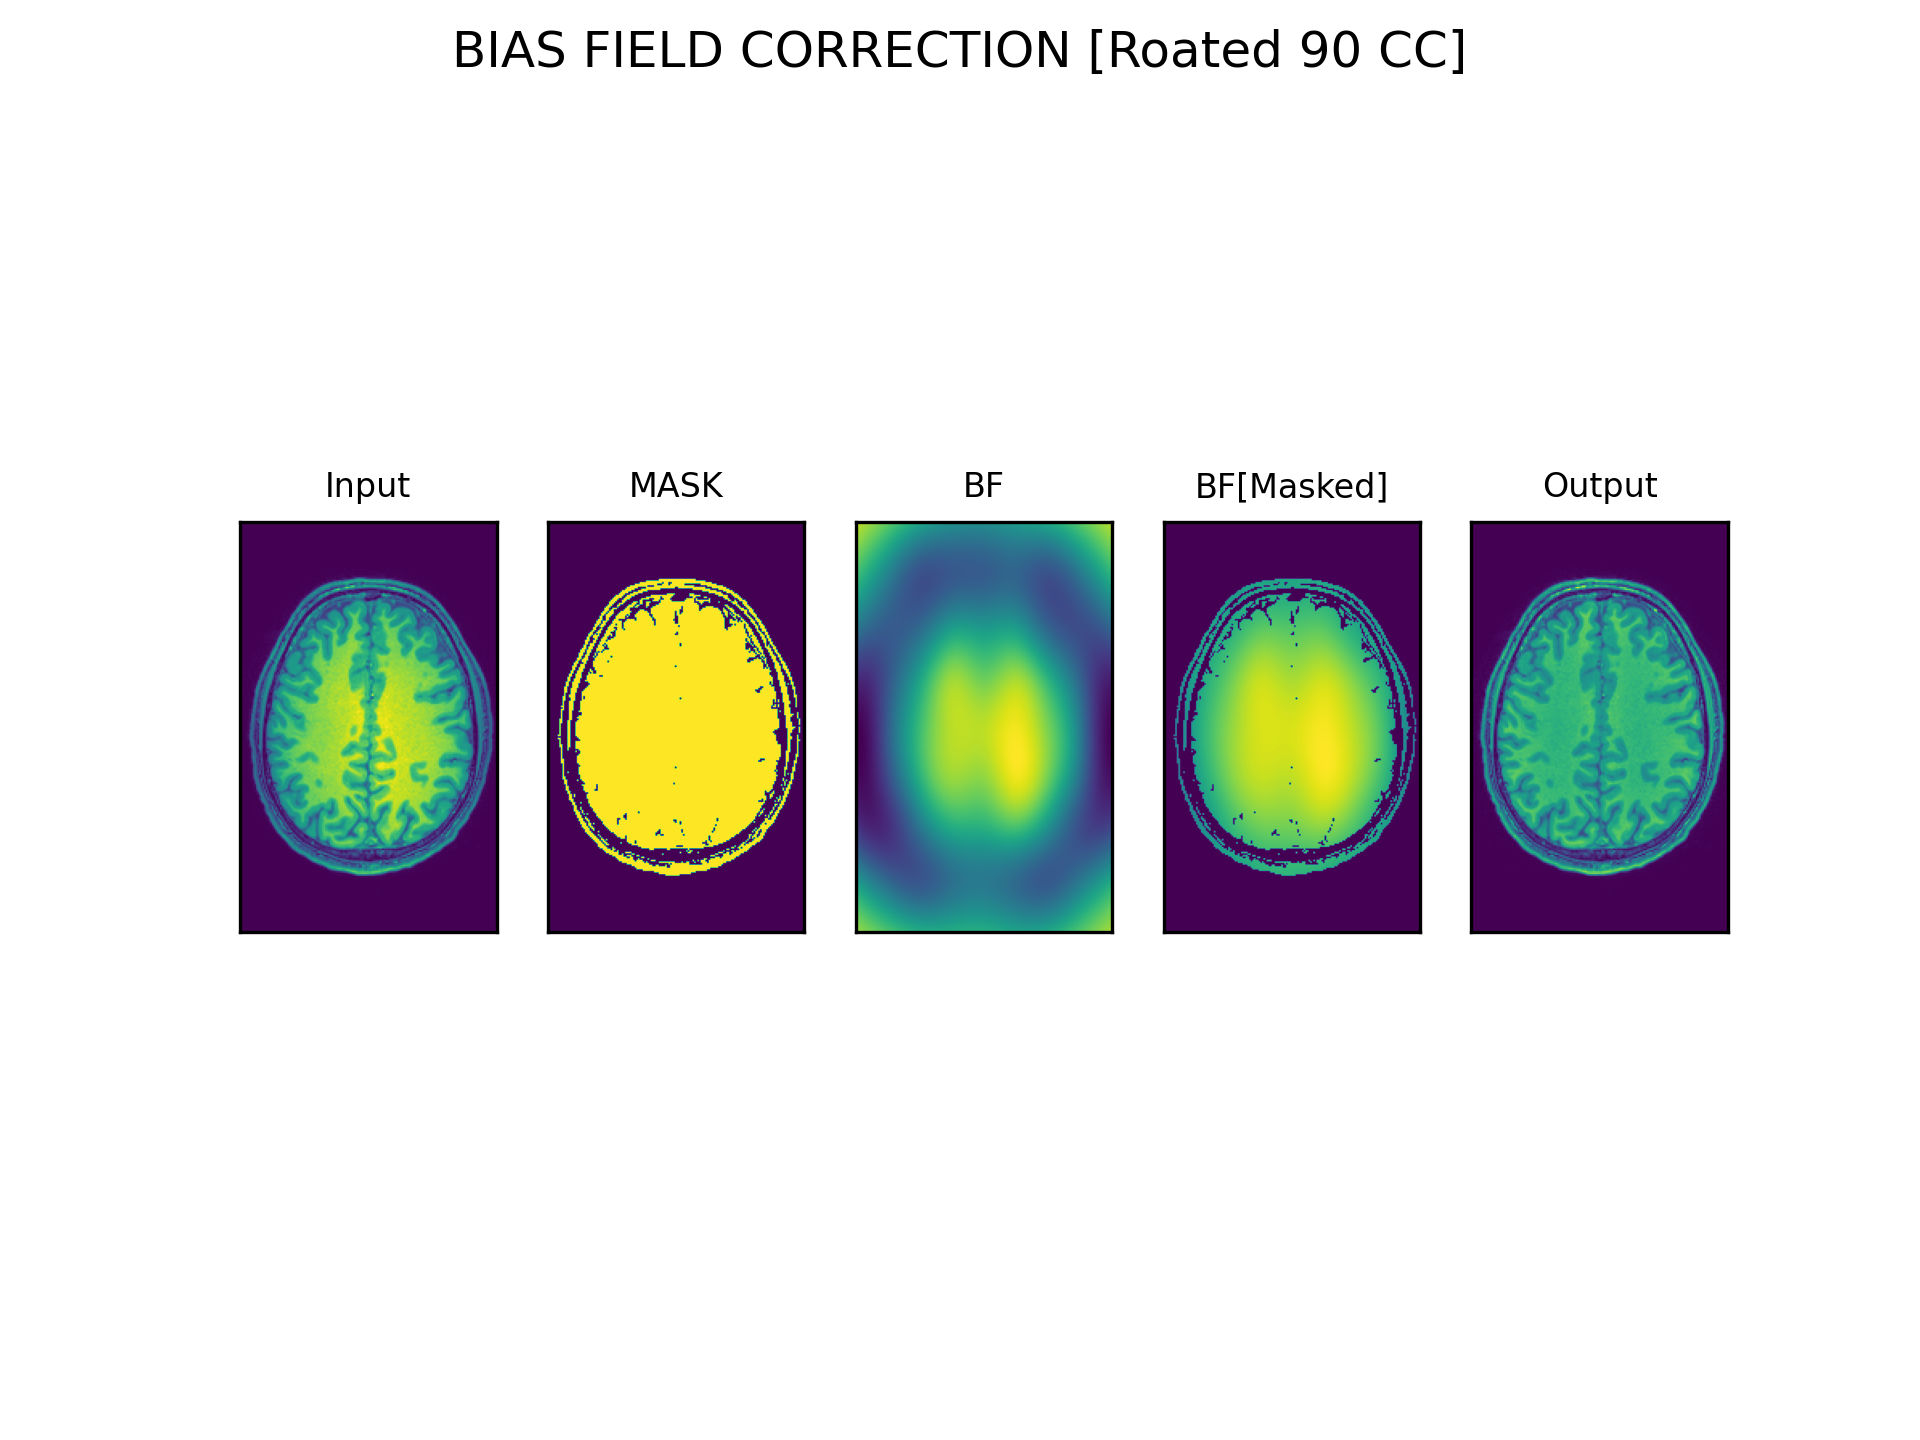 BIAS FIELD CORRECTION [Roated 90 CC]
Input
MASK
BF
BF[Masked]
Output